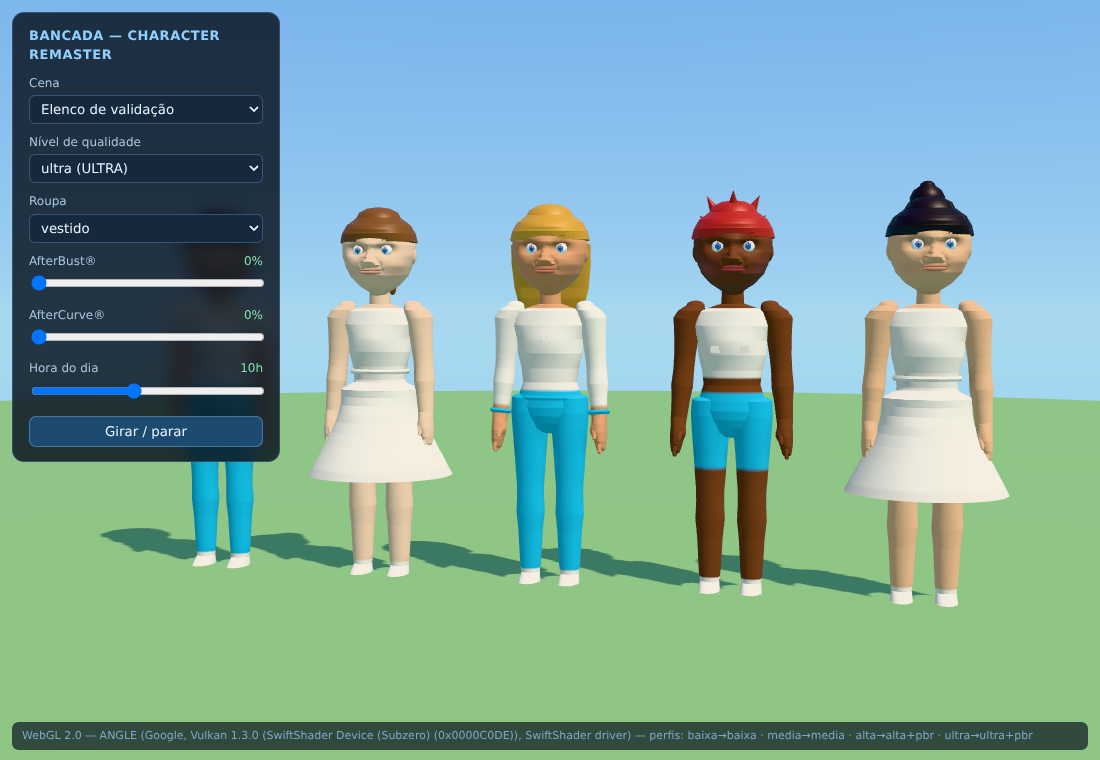 BANCADA — CHARACTER
REMASTER
Cena
Elenco de validação
Nível de qualidade
ultra (ULTRA)
Roupa
vestido
AfterBust® 0%
AfterCurve® 0%
Hora do dia 10h
Girar / parar
WebGL 2.0 — ANGLE (Google, Vulkan 1.3.0 (SwiftShader Device (Subzero) (0x0000C0DE)), SwiftShader driver) — perfis: baixa→baixa · media→media · alta→alta+pbr · ultra→ultra+pbr